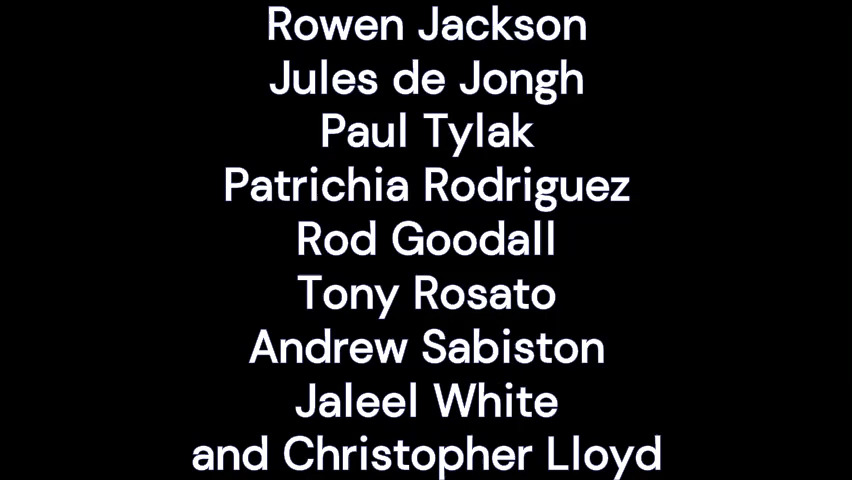 Rowen Jackson
Jules de Jongh
Paul Tylak
Patrichia Rodriguez
Rod Goodall
Tony Rosato
Andrew Sabiston
Jaleel White
and Christopher Lloyd